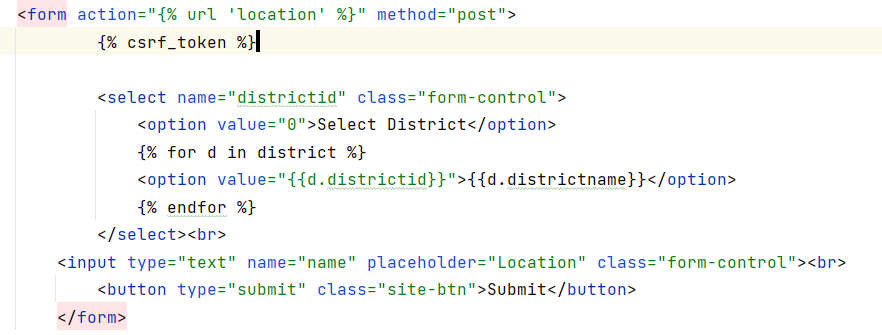 <form action="{% url 'location' %}" method="post">
{% csrf_token %}
<select name="districtid" class="form-control">
<option value="0">Select District</option>
{% for d in district %}
<option value="{{d.districtid}}">{{d.districtname}}</option>
{% endfor %}
</select><br>
<input type="text" name="name" placeholder="Location" class="form-control"><br>
<button type="submit" class="site-btn">Submit</button>
</form>